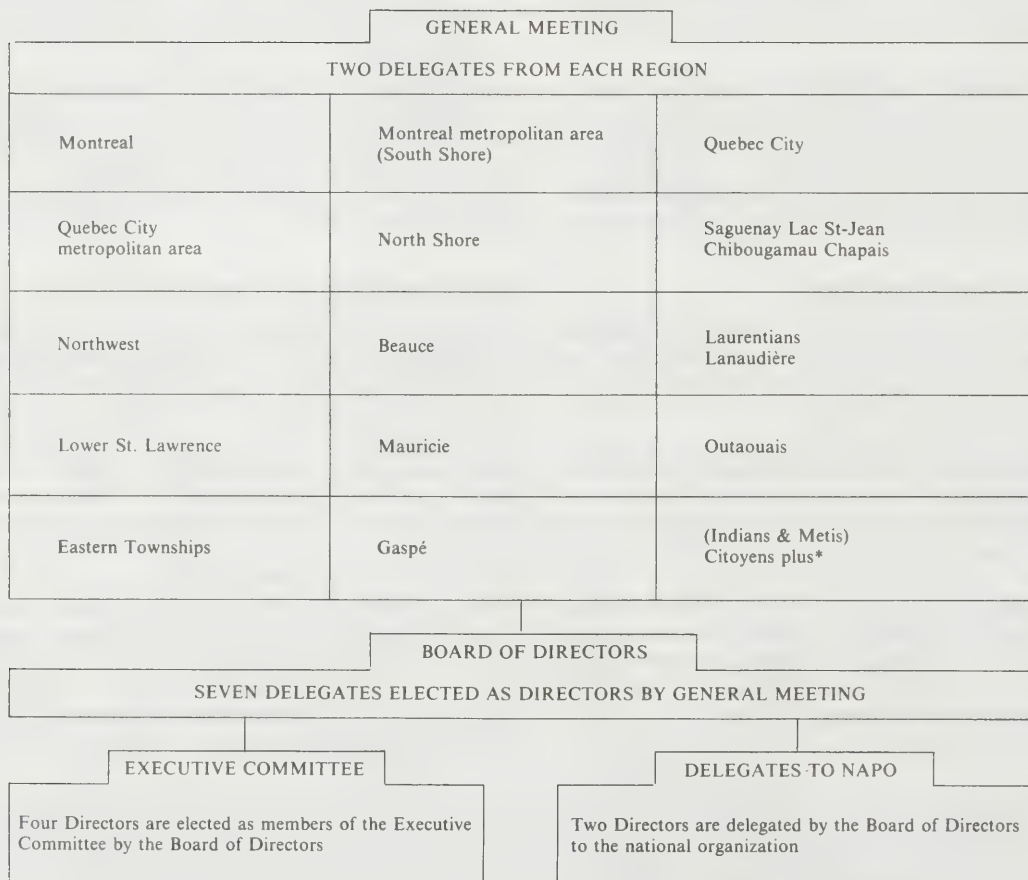 GENERAL MEETING
TWO DELEGATES FROM EACH REGION
Montreal
Montreal metropolitan area
(South Shore)
Quebec City
Quebec City
metropolitan area
North Shore
Saguenay Lac St-Jean
Chibougamau Chapais
Northwest
Beauce
Laurentians
Lanaudière
Lower St. Lawrence
Mauricie
Outaouais
Eastern Townships
Gaspé
(Indians & Metis)
Citoyens plus*
BOARD OF DIRECTORS
SEVEN DELEGATES ELECTED AS DIRECTORS BY GENERAL MEETING
EXECUTIVE COMMITTEE
Four Directors are elected as members of the Executive
Committee by the Board of Directors
DELEGATES TO NAPO
Two Directors are delegated by the Board of Directors
to the national organization